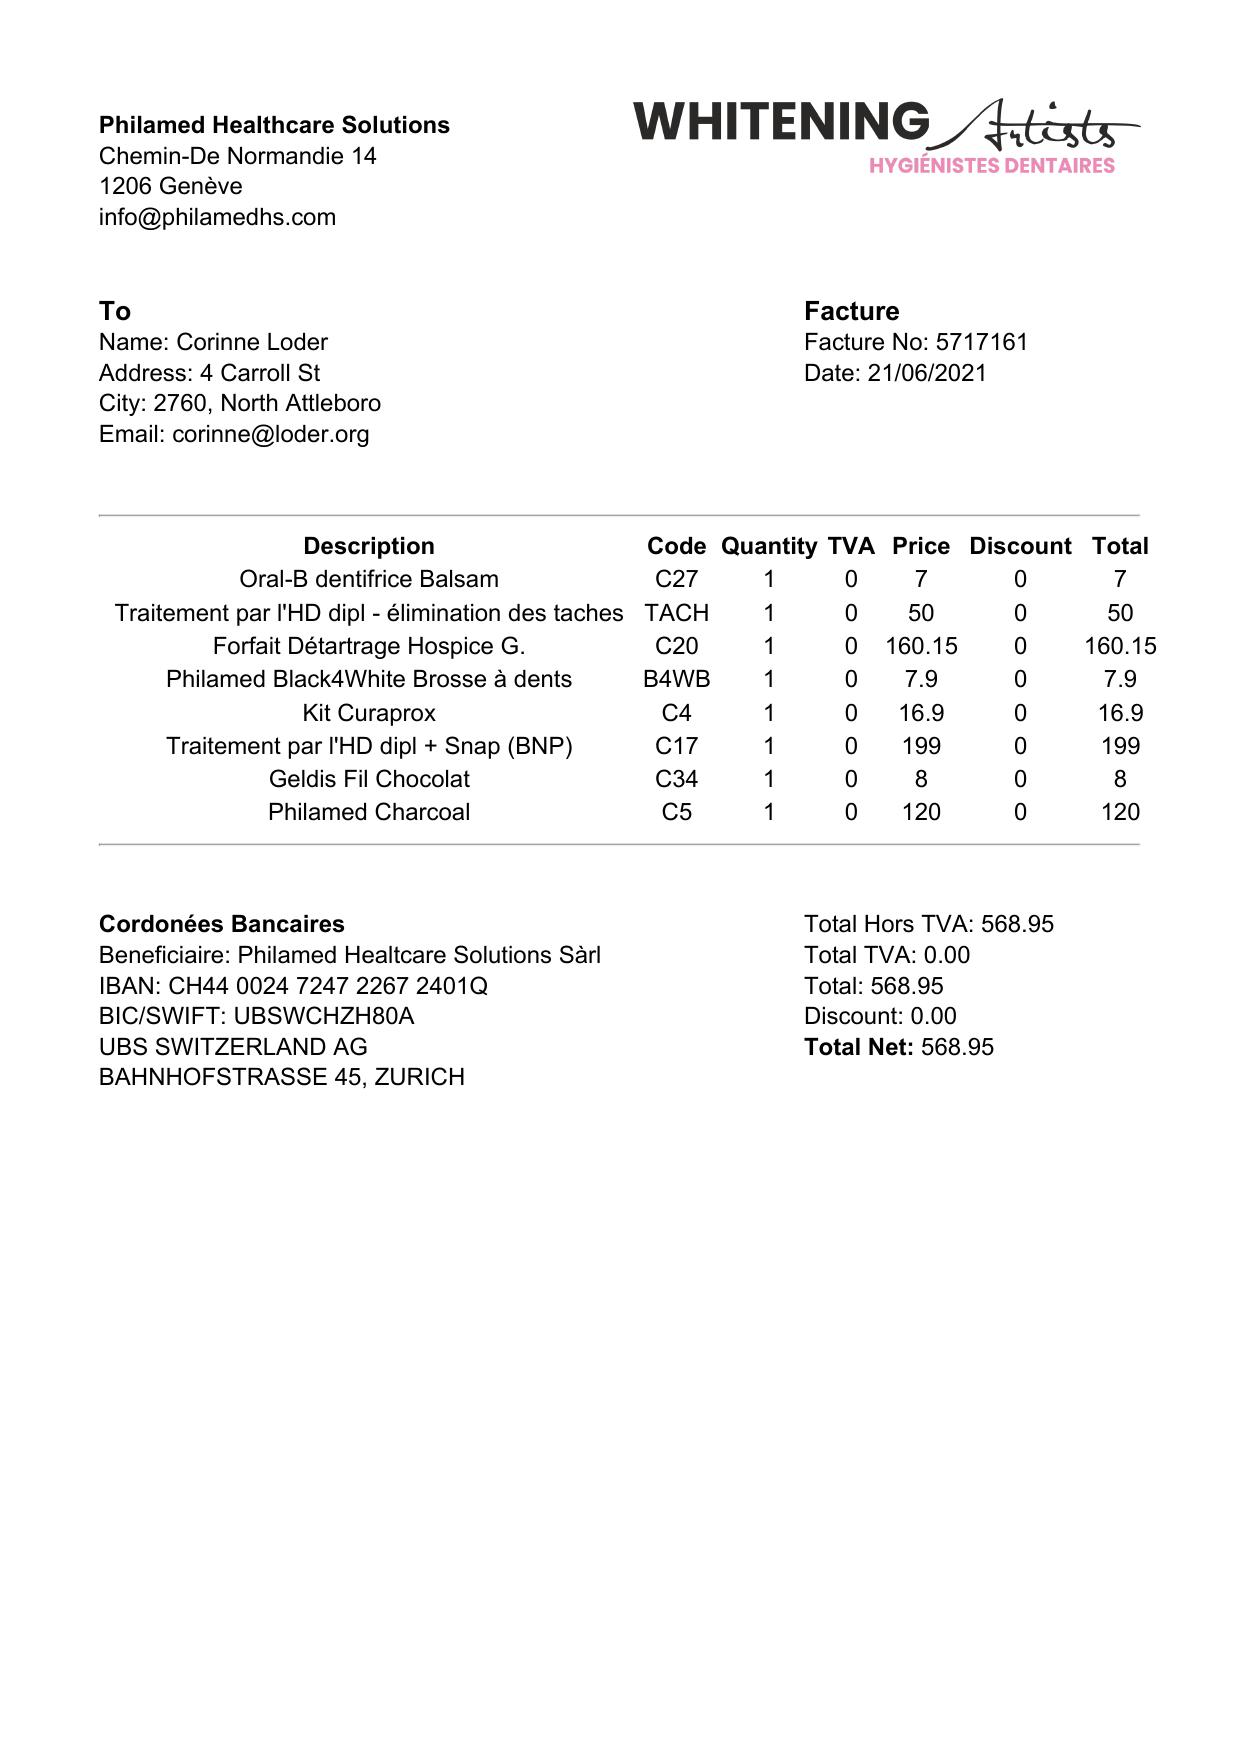 Philamed Healthcare Solutions
Chemin-De Normandie 14
1206 Genève
info@philamedhs.com
WHITENING Artists
HYGIÉNISTES DENTAIRES
To
Name: Corinne Loder
Address: 4 Carroll St
City: 2760, North Attleboro
Email: corinne@loder.org
Facture
Facture No: 5717161
Date: 21/06/2021
Description Code Quantity TVA Price Discount Total
Oral-B dentifrice Balsam C27 1 0 7 0 7
Traitement par l'HD dipl - élimination des taches TACH 1 0 50 0 50
Forfait Détartrage Hospice G. C20 1 0 160.15 0 160.15
Philamed Black4White Brosse à dents B4WB 1 0 7.9 0 7.9
Kit Curaprox C4 1 0 16.9 0 16.9
Traitement par l'HD dipl + Snap (BNP) C17 1 0 199 0 199
Geldis Fil Chocolat C34 1 0 8 0 8
Philamed Charcoal C5 1 0 120 0 120
Cordonées Bancaires
Beneficiaire: Philamed Healtcare Solutions Sàrl
IBAN: CH44 0024 7247 2267 2401Q
BIC/SWIFT: UBSWCHZH80A
UBS SWITZERLAND AG
BAHNHOFSTRASSE 45, ZURICH
Total Hors TVA: 568.95
Total TVA: 0.00
Total: 568.95
Discount: 0.00
Total Net: 568.95